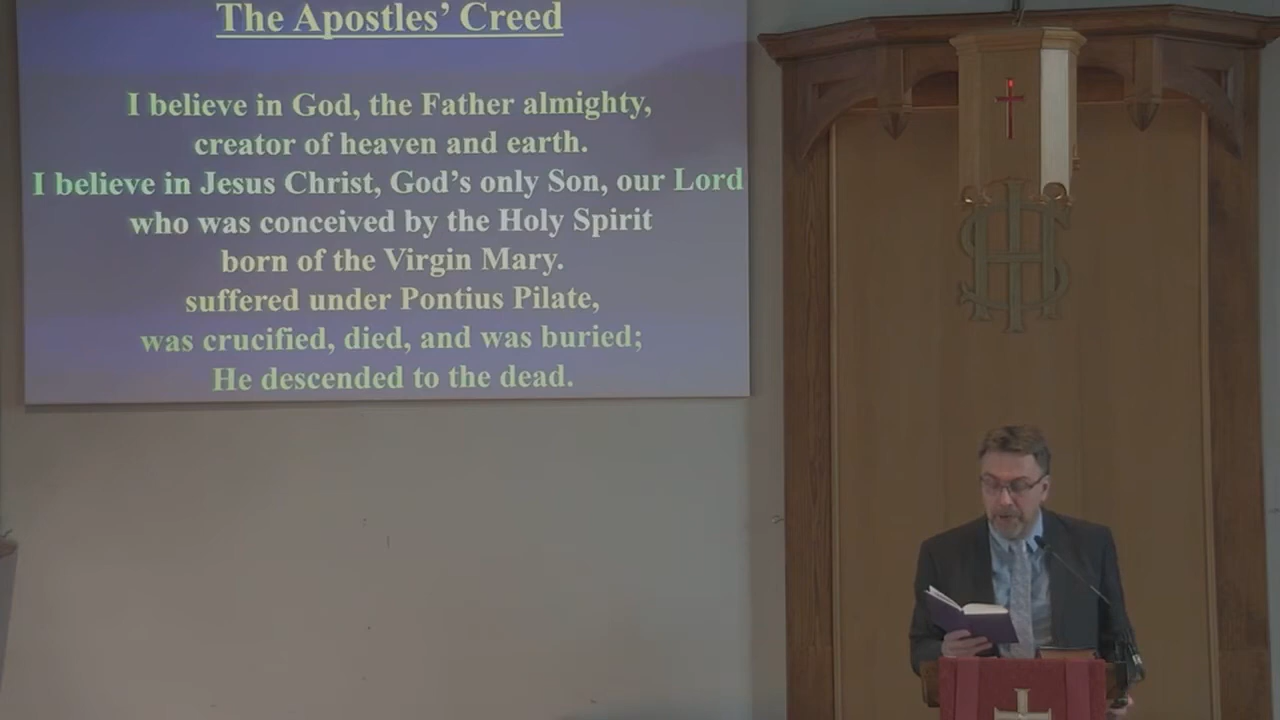 The Apostles’ Creed
I believe in God, the Father almighty,
creator of heaven and earth.
I believe in Jesus Christ, God’s only Son, our Lord
who was conceived by the Holy Spirit
born of the Virgin Mary.
suffered under Pontius Pilate,
was crucified, died, and was buried;
He descended to the dead.
IHS